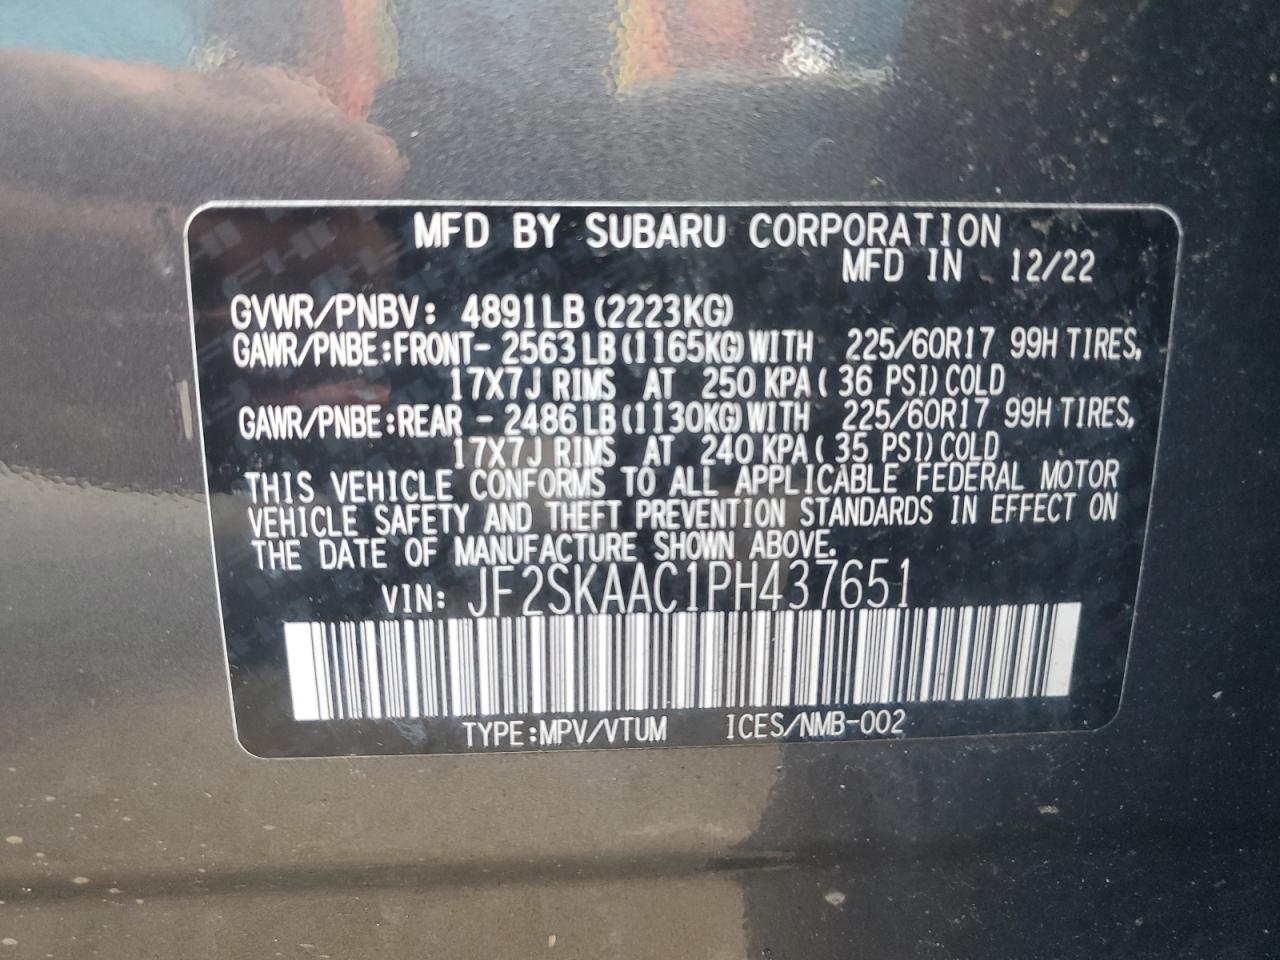 MFD BY SUBARU CORPORATION
MFD IN 12/22
GVWR/PNBV: 4891LB (2223KG)
GAWR/PNBE:FRONT- 2563LB(1165KG)WITH 225/60R17 99H TIRES,
17X7J RIMS AT 250 KPA( 36 PSI)COLD
GAWR/PNBE:REAR - 2486LB(1130KG)WITH 225/60R17 99H TIRES,
17X7J RIMS AT 240 KPA( 35 PSI)COLD
THIS VEHICLE CONFORMS TO ALL APPLICABLE FEDERAL MOTOR
VEHICLE SAFETY AND THEFT PREVENTION STANDARDS IN EFFECT ON
THE DATE OF MANUFACTURE SHOWN ABOVE.
VIN: JF2SKAAC1PH437651
TYPE:MPV/VTUM ICES/NMB-002